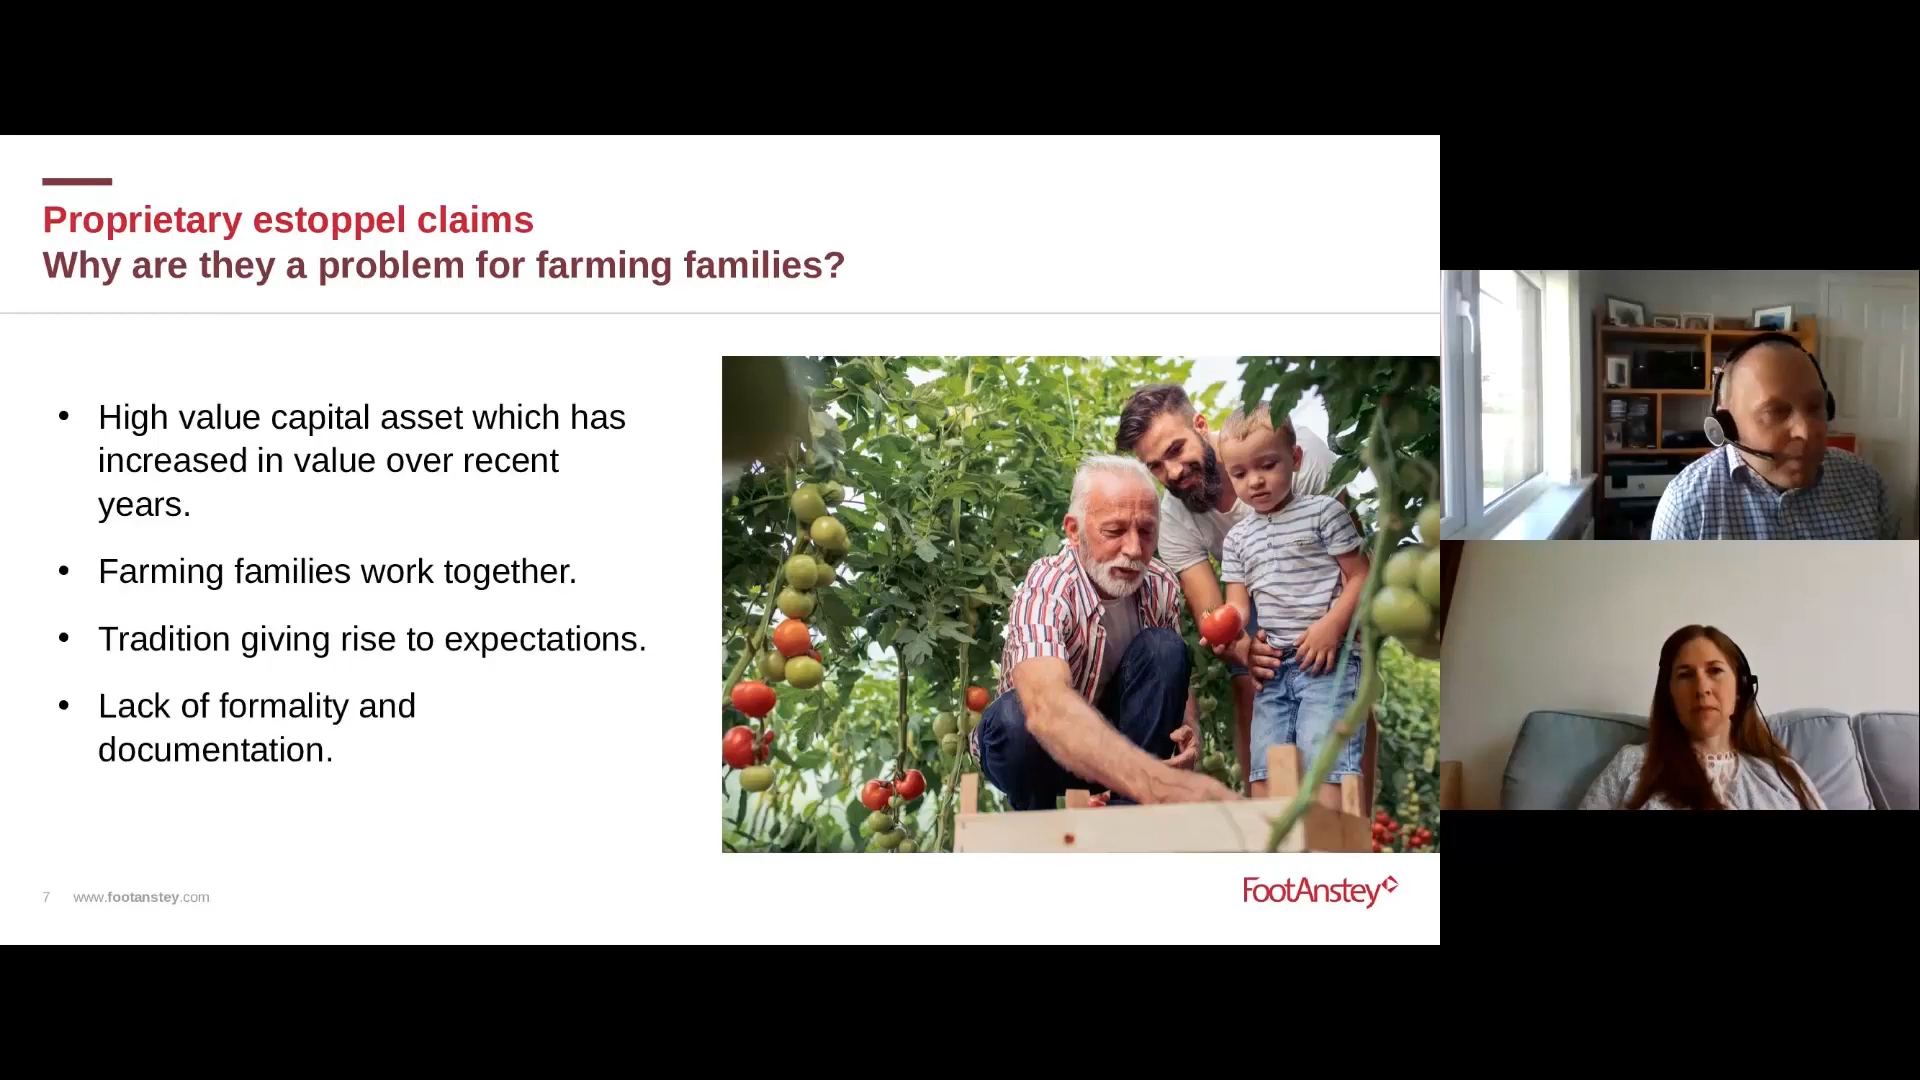 Proprietary estoppel claims
Why are they a problem for farming families?
• High value capital asset which has
increased in value over recent
years.
• Farming families work together.
• Tradition giving rise to expectations.
• Lack of formality and
documentation.
7 www.footanstey.com
FootAnstey